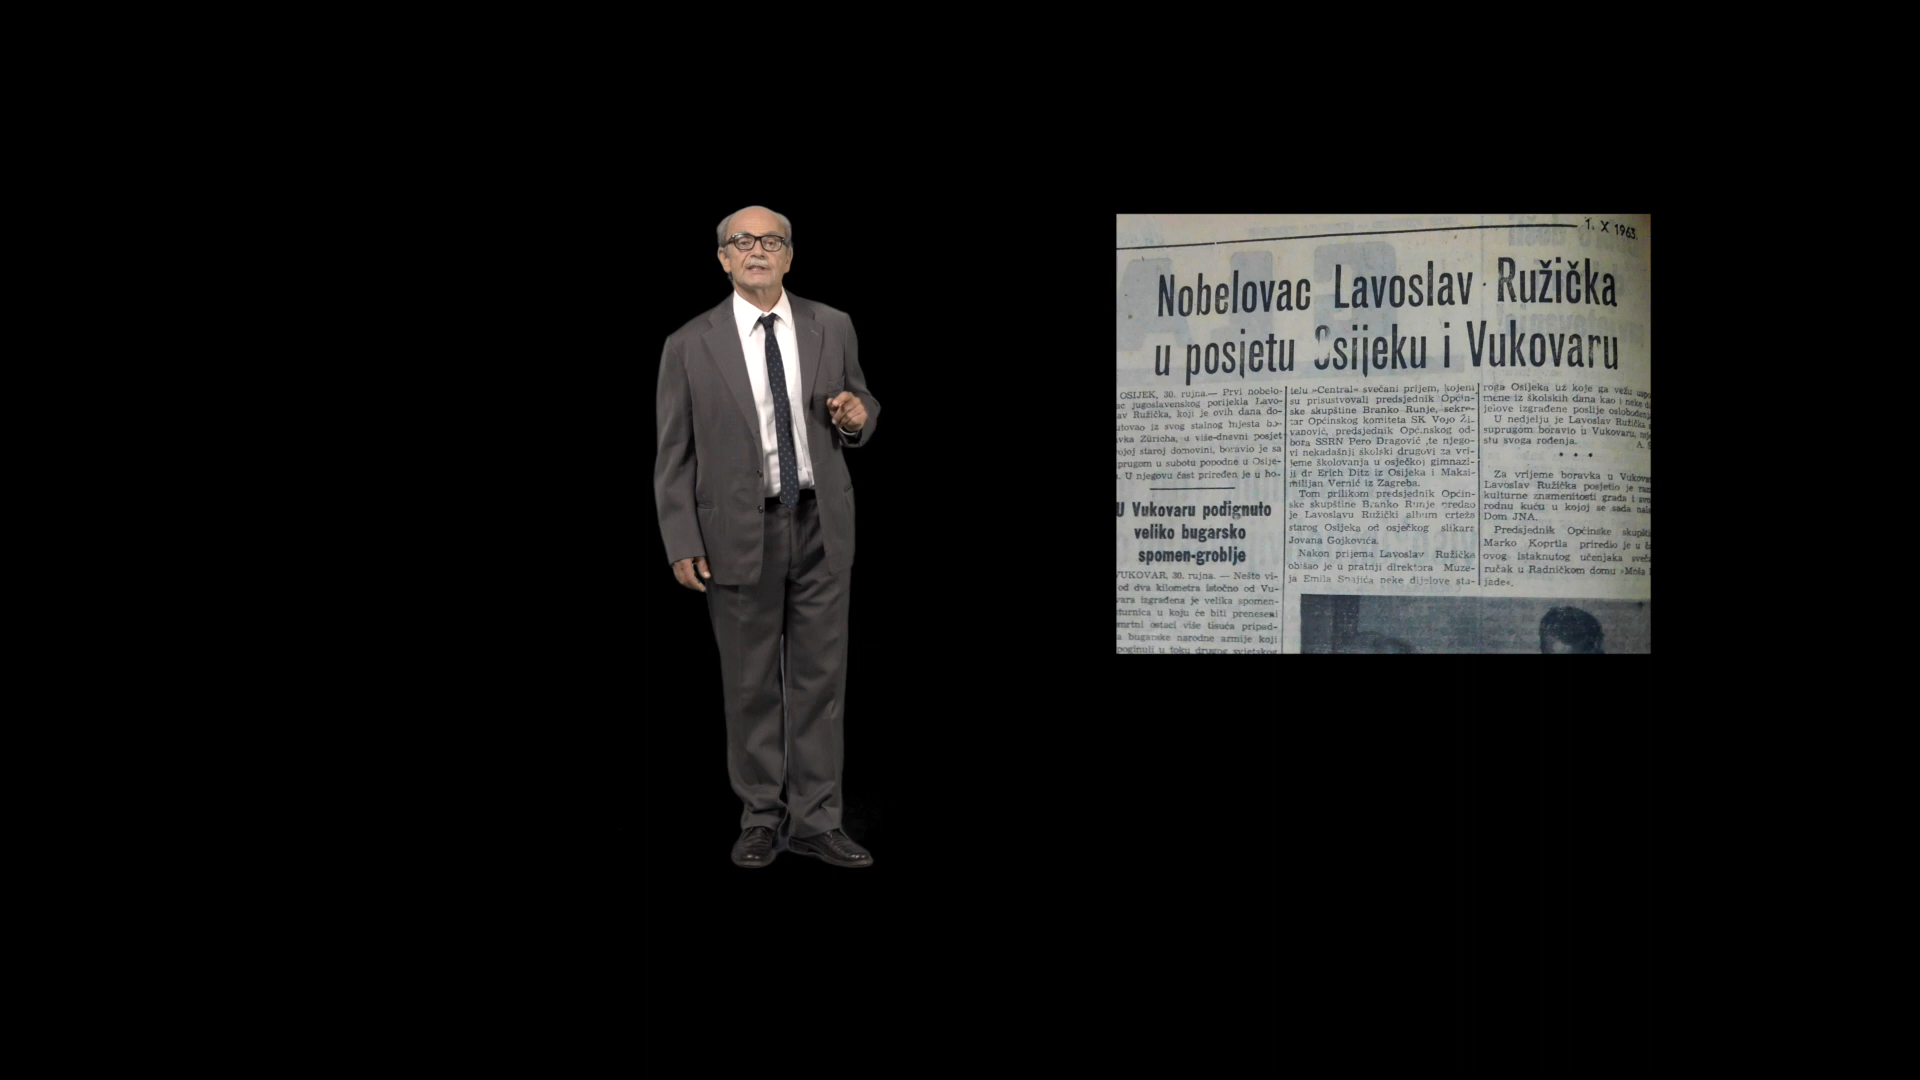 1. X 1963.
Nobelovac Lavoslav Ružička
u posjetu Osijeku i Vukovaru
OSIJEK, 30. rujna.— Prvi nobelo-
jugoslavenskog porijekla Lavo-
Ružička, koji je ovih dana do-
iz svog stalnog mjesta bo-
Züricha, u više-dnevni posjet
staroj domovini, boravio je sa
u subotu popodne u Osije-
U njegovu čast priređen je u ho-
U Vukovaru podignuto
veliko bugarsko
spomen-groblje
VUKOVAR, 30. rujna. — Nešto vi-
od dva kilometra istočno od Vu-
izgrađena je velika spomen-
u koju će biti preneseni
ostaci više tisuća pripad-
bugarske narodne armije koji
poginuli u toku drugog svjetskog
telu »Central« svečani prijem, kojem
su prisustvovali predsjednik Općin-
ske skupštine Branko Runje, sekre-
tar Općinskog komiteta SK Vojo Ži-
vanović, predsjednik Općinskog od-
bora SSRN Pero Dragović ,te njego-
vi nekadašnji školski drugovi za vri-
jeme školovanja u osječkoj gimnazi-
ji dr Erich Ditz iz Osijeka i Maksi-
milijan Vernić iz Zagreba.
Tom prilikom predsjednik Općin-
ske skupštine Branko Runje predao
je Lavoslavu Ružički album crteža
starog Osijeka od osječkog slikara
Jovana Gojkovića.
Nakon prijema Lavoslav Ružička
obišao je u pratnji direktora Muze-
ja Emila Spajića neke dijelove sta-
roga Osijeka uz koje ga vežu
mene iz školskih dana kao i neke
jelove izgrađene poslije
U nedjelju je Lavoslav Ružička
suprugom boravio u Vukovaru,
stu svoga rođenja.
• • •
Za vrijeme boravka u
Lavoslav Ružička posjetio je
kulturne znamenitosti grada i
rodnu kuću u kojoj se sada
Dom JNA.
Predsjednik Općinske
Marko Koprtla priredio je u
ovog istaknutog učenjaka
ručak u Radničkom domu »Moša
jade«.